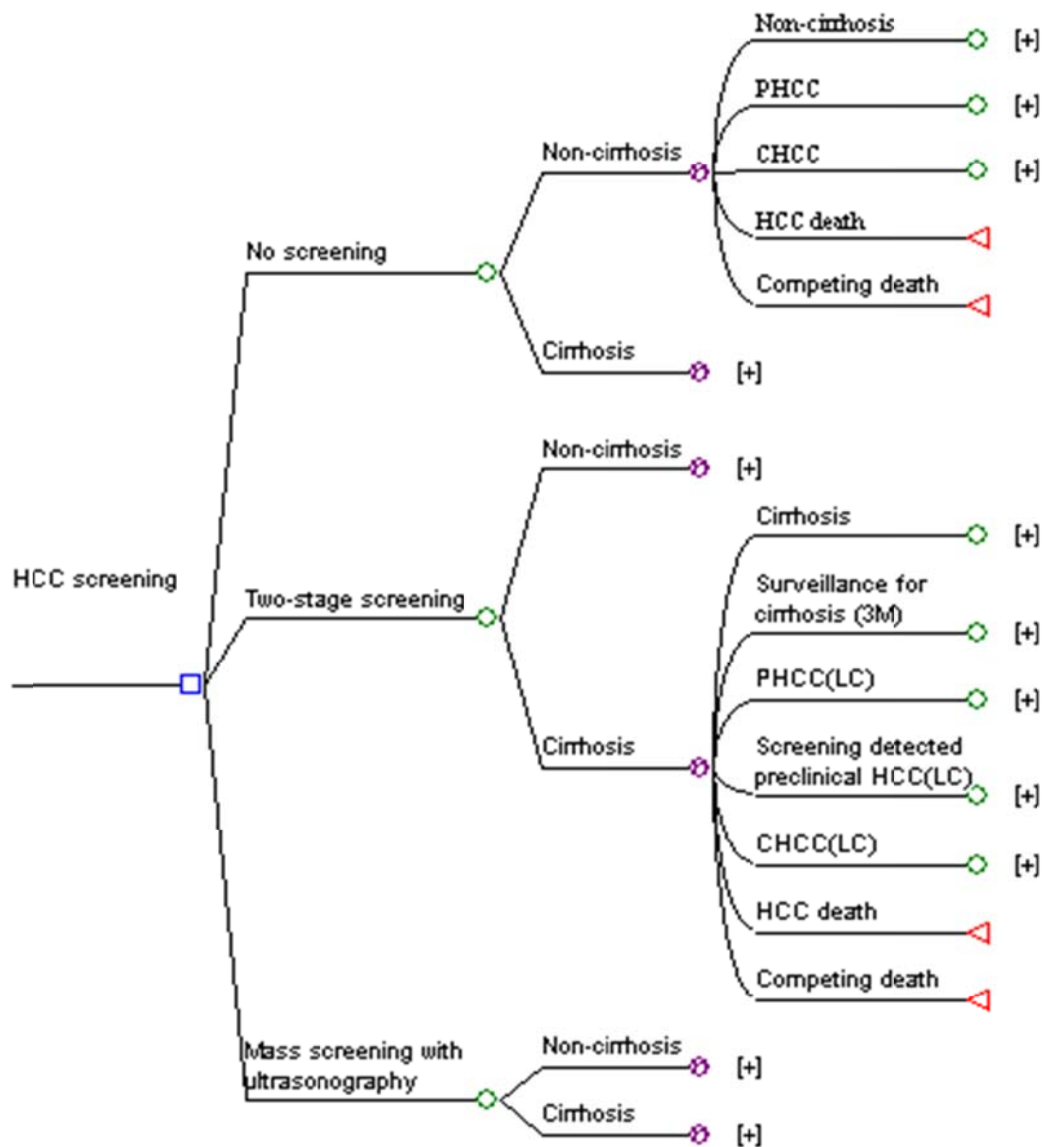 Non-cirrhosis [+]
PHCC [+]
Non-cirrhosis
CHCC [+]
HCC death
No screening
Competing death
Cirrhosis [+]
Non-cirrhosis [+]
Cirrhosis [+]
HCC screening
Surveillance for
cirrhosis (3M) [+]
Two-stage screening
PHCC(LC) [+]
Cirrhosis
Screening detected
preclinical HCC(LC) [+]
CHCC(LC) [+]
HCC death
Competing death
Mass screening with
ultrasonography
Non-cirrhosis [+]
Cirrhosis [+]